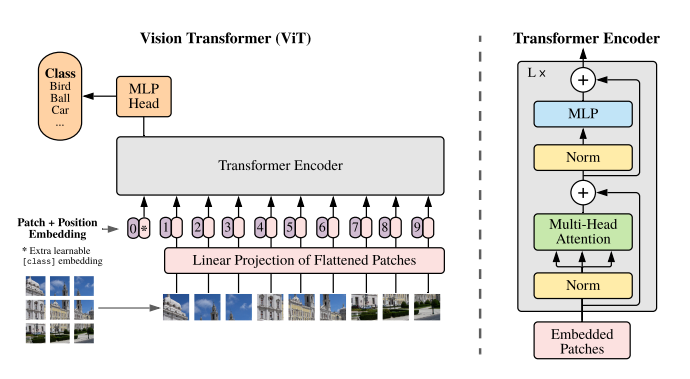 Vision Transformer (ViT)
Class
Bird
Ball
Car
...
MLP
Head
Transformer Encoder
Patch + Position
Embedding
0 * 1 2 3 4 5 6 7 8 9
* Extra learnable
[class] embedding
Linear Projection of Flattened Patches
Transformer Encoder
L ×
+
MLP
Norm
+
Multi-Head
Attention
Norm
Embedded
Patches